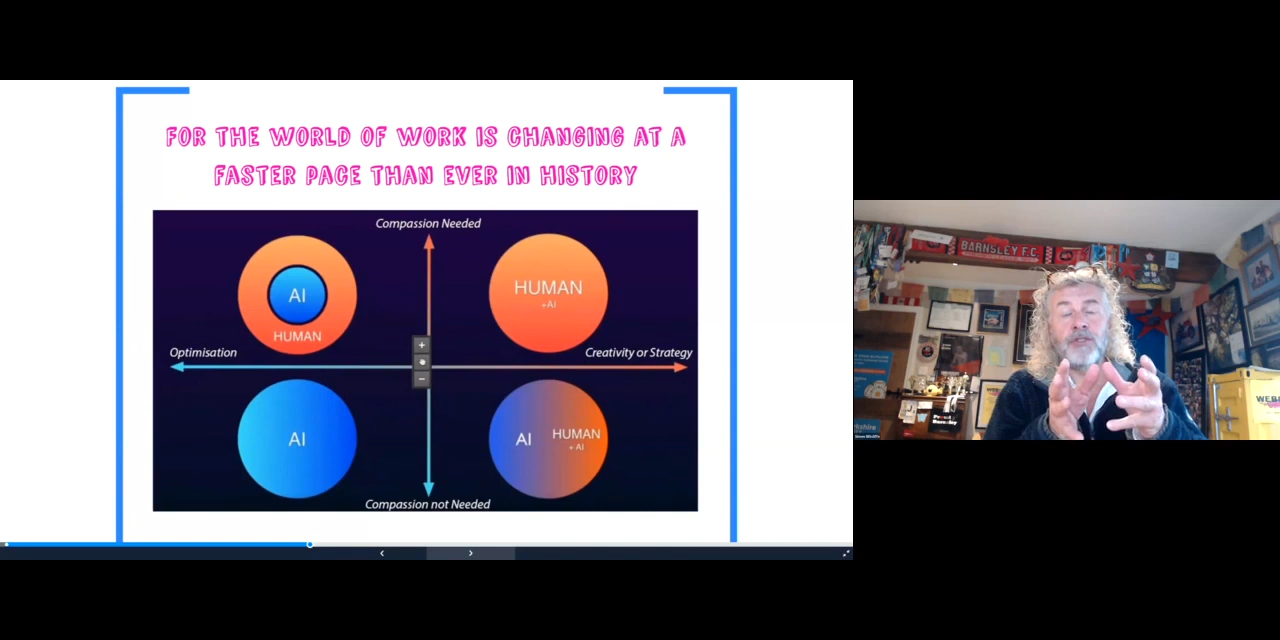 FOR THE WORLD OF WORK IS CHANGING AT A
FASTER PACE THAN EVER IN HISTORY
Compassion Needed
AI
HUMAN
HUMAN
+AI
Optimisation
Creativity or Strategy
AI
AI
HUMAN
+ AI
Compassion not Needed
BARNSLEY F.C.